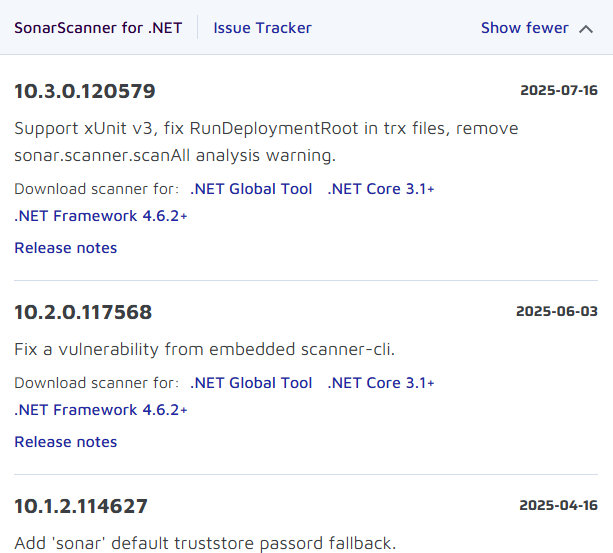 SonarScanner for .NET Issue Tracker Show fewer
10.3.0.120579 2025-07-16
Support xUnit v3, fix RunDeploymentRoot in trx files, remove
sonar.scanner.scanAll analysis warning.
Download scanner for: .NET Global Tool .NET Core 3.1+
.NET Framework 4.6.2+
Release notes
10.2.0.117568 2025-06-03
Fix a vulnerability from embedded scanner-cli.
Download scanner for: .NET Global Tool .NET Core 3.1+
.NET Framework 4.6.2+
Release notes
10.1.2.114627 2025-04-16
Add 'sonar' default truststore passord fallback.